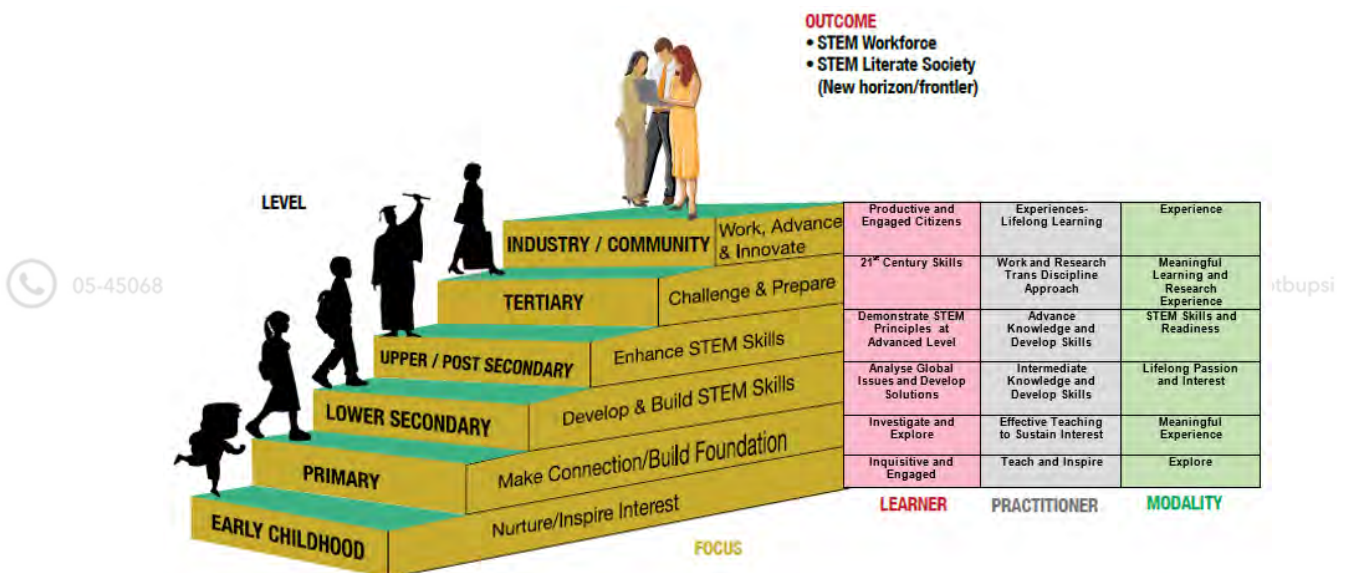 OUTCOME
• STEM Workforce
• STEM Literate Society
(New horizon/frontler)
LEVEL
05-45068
tbupsi
INDUSTRY / COMMUNITY
Work, Advance
& Innovate
Productive and
Engaged Citizens
Experiences-
Lifelong Learning
Experience
TERTIARY
Challenge & Prepare
21st Century Skills
Work and Research
Trans Discipline
Approach
Meaningful
Learning and
Research
Experience
UPPER / POST SECONDARY
Enhance STEM Skills
Demonstrate STEM
Principles at
Advanced Level
Advance
Knowledge and
Develop Skills
STEM Skills and
Readiness
LOWER SECONDARY
Develop & Build STEM Skills
Analyse Global
Issues and Develop
Solutions
Intermediate
Knowledge and
Develop Skills
Lifelong Passion
and Interest
PRIMARY
Make Connection/Build Foundation
Investigate and
Explore
Effective Teaching
to Sustain Interest
Meaningful
Experience
EARLY CHILDHOOD
Nurture/Inspire Interest
Inquisitive and
Engaged
Teach and Inspire
Explore
LEARNER
PRACTITIONER
MODALITY
FOCUS